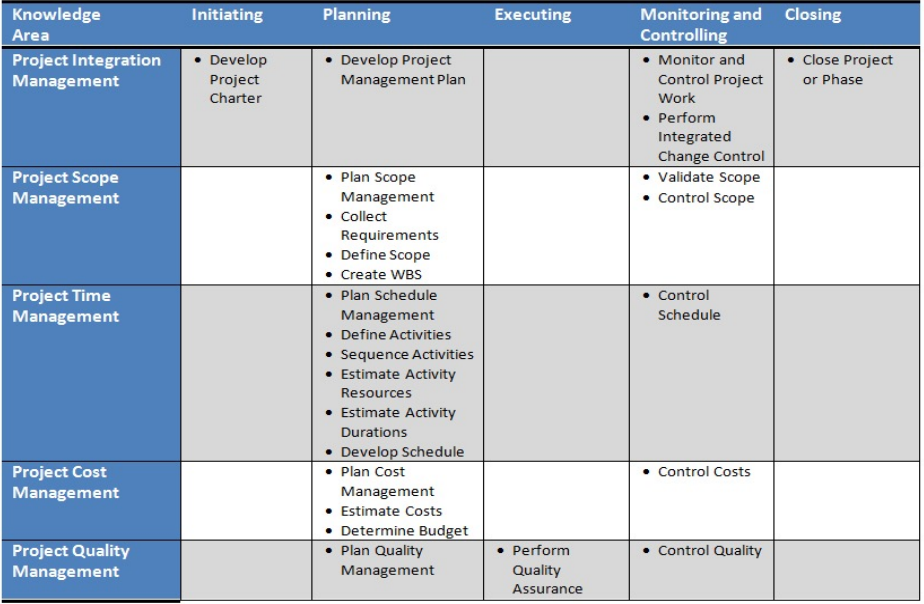 Knowledge Area
Initiating
Planning
Executing
Monitoring and Controlling
Closing
Project Integration
Management
• Develop
Project
Charter
• Develop Project
Management Plan
• Monitor and
Control Project
Work
• Perform
Integrated
Change Control
• Close Project
or Phase
Project Scope
Management
• Plan Scope
Management
• Collect
Requirements
• Define Scope
• Create WBS
• Validate Scope
• Control Scope
Project Time
Management
• Plan Schedule
Management
• Define Activities
• Sequence Activities
• Estimate Activity
Resources
• Estimate Activity
Durations
• Develop Schedule
• Control
Schedule
Project Cost
Management
• Plan Cost
Management
• Estimate Costs
• Determine Budget
• Control Costs
Project Quality
Management
• Plan Quality
Management
• Perform
Quality
Assurance
• Control Quality